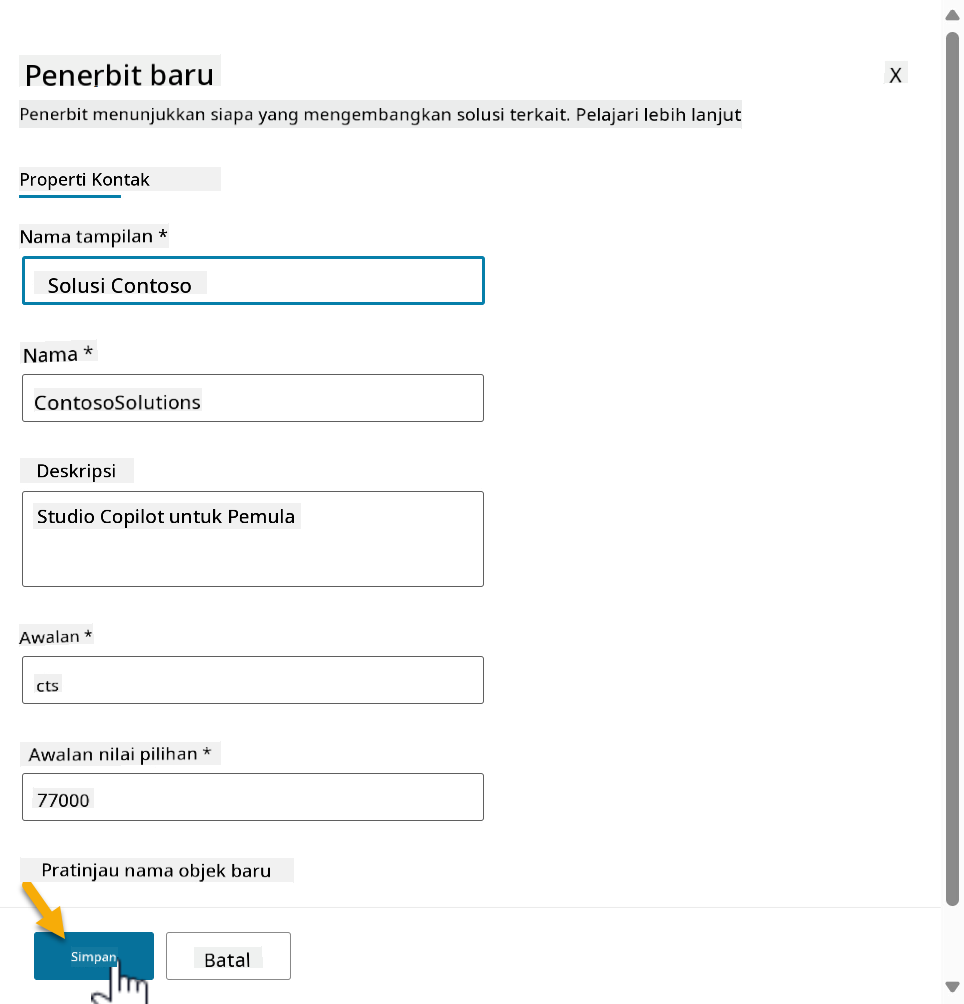 Penerbit baru
X
Penerbit menunjukkan siapa yang mengembangkan solusi terkait. Pelajari lebih lanjut
Properti Kontak
Nama tampilan *
Solusi Contoso
Nama *
ContosoSolutions
Deskripsi
Studio Copilot untuk Pemula
Awalan *
cts
Awalan nilai pilihan *
77000
Pratinjau nama objek baru
Simpan
Batal